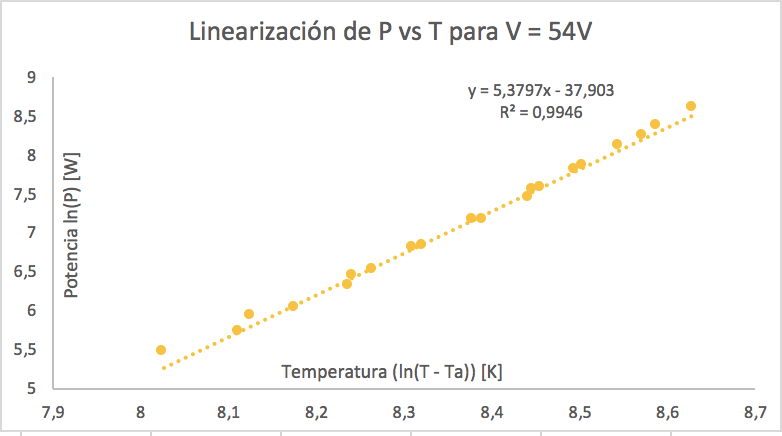 Linearización de P vs T para V = 54V
y = 5,3797x - 37,903
R² = 0,9946
9
8,5
8
7,5
7
6,5
6
5,5
5
Potencia ln(P) [W]
Temperatura (ln(T - Ta)) [K]
7,9 8 8,1 8,2 8,3 8,4 8,5 8,6 8,7